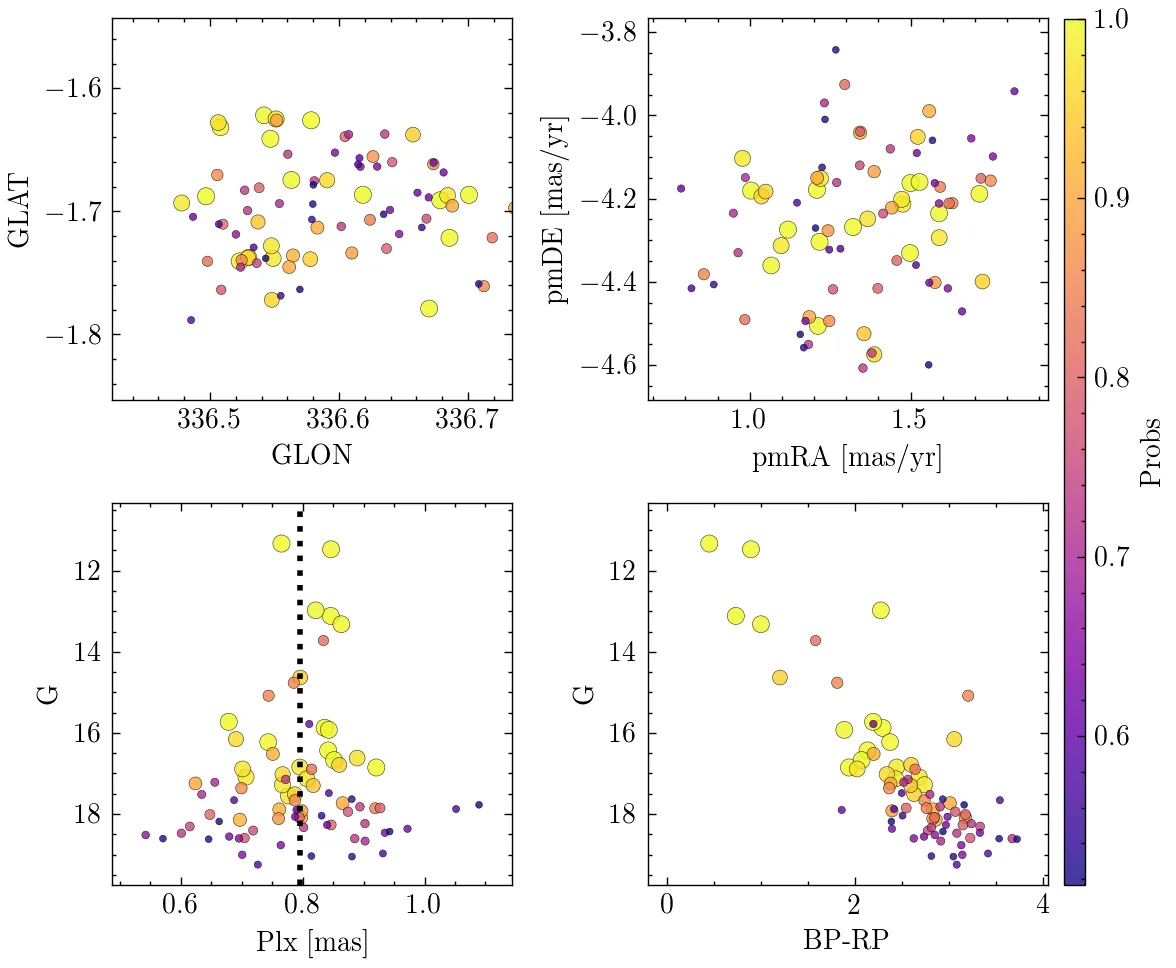 −1.6
−1.7
−1.8
GLAT
336.5 336.6 336.7
GLON
−3.8
−4.0
−4.2
−4.4
−4.6
pmDE [mas/yr]
1.0 1.5
pmRA [mas/yr]
12
14
16
18
G
0.6 0.8 1.0
Plx [mas]
12
14
16
18
G
0 2 4
BP-RP
1.0
0.9
0.8
0.7
0.6
Probs